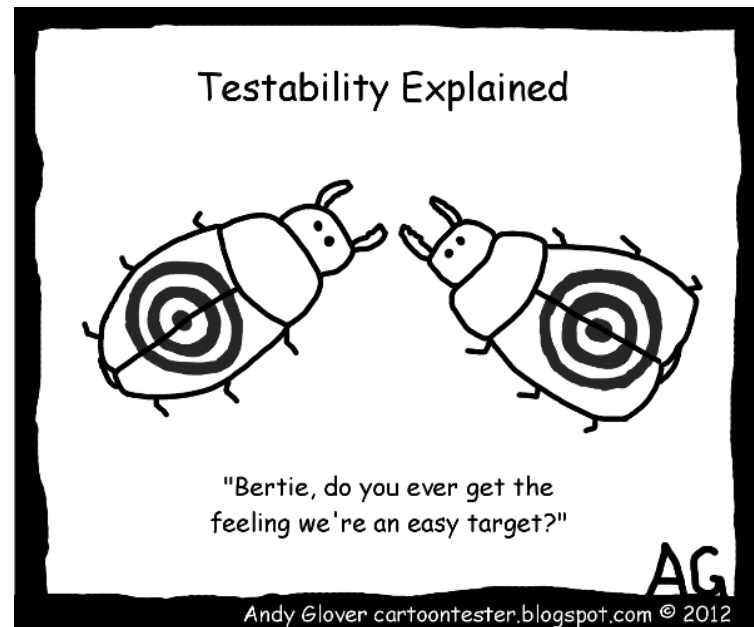 Testability Explained
"Bertie, do you ever get the
feeling we're an easy target?"
AG
Andy Glover cartoontester.blogspot.com © 2012